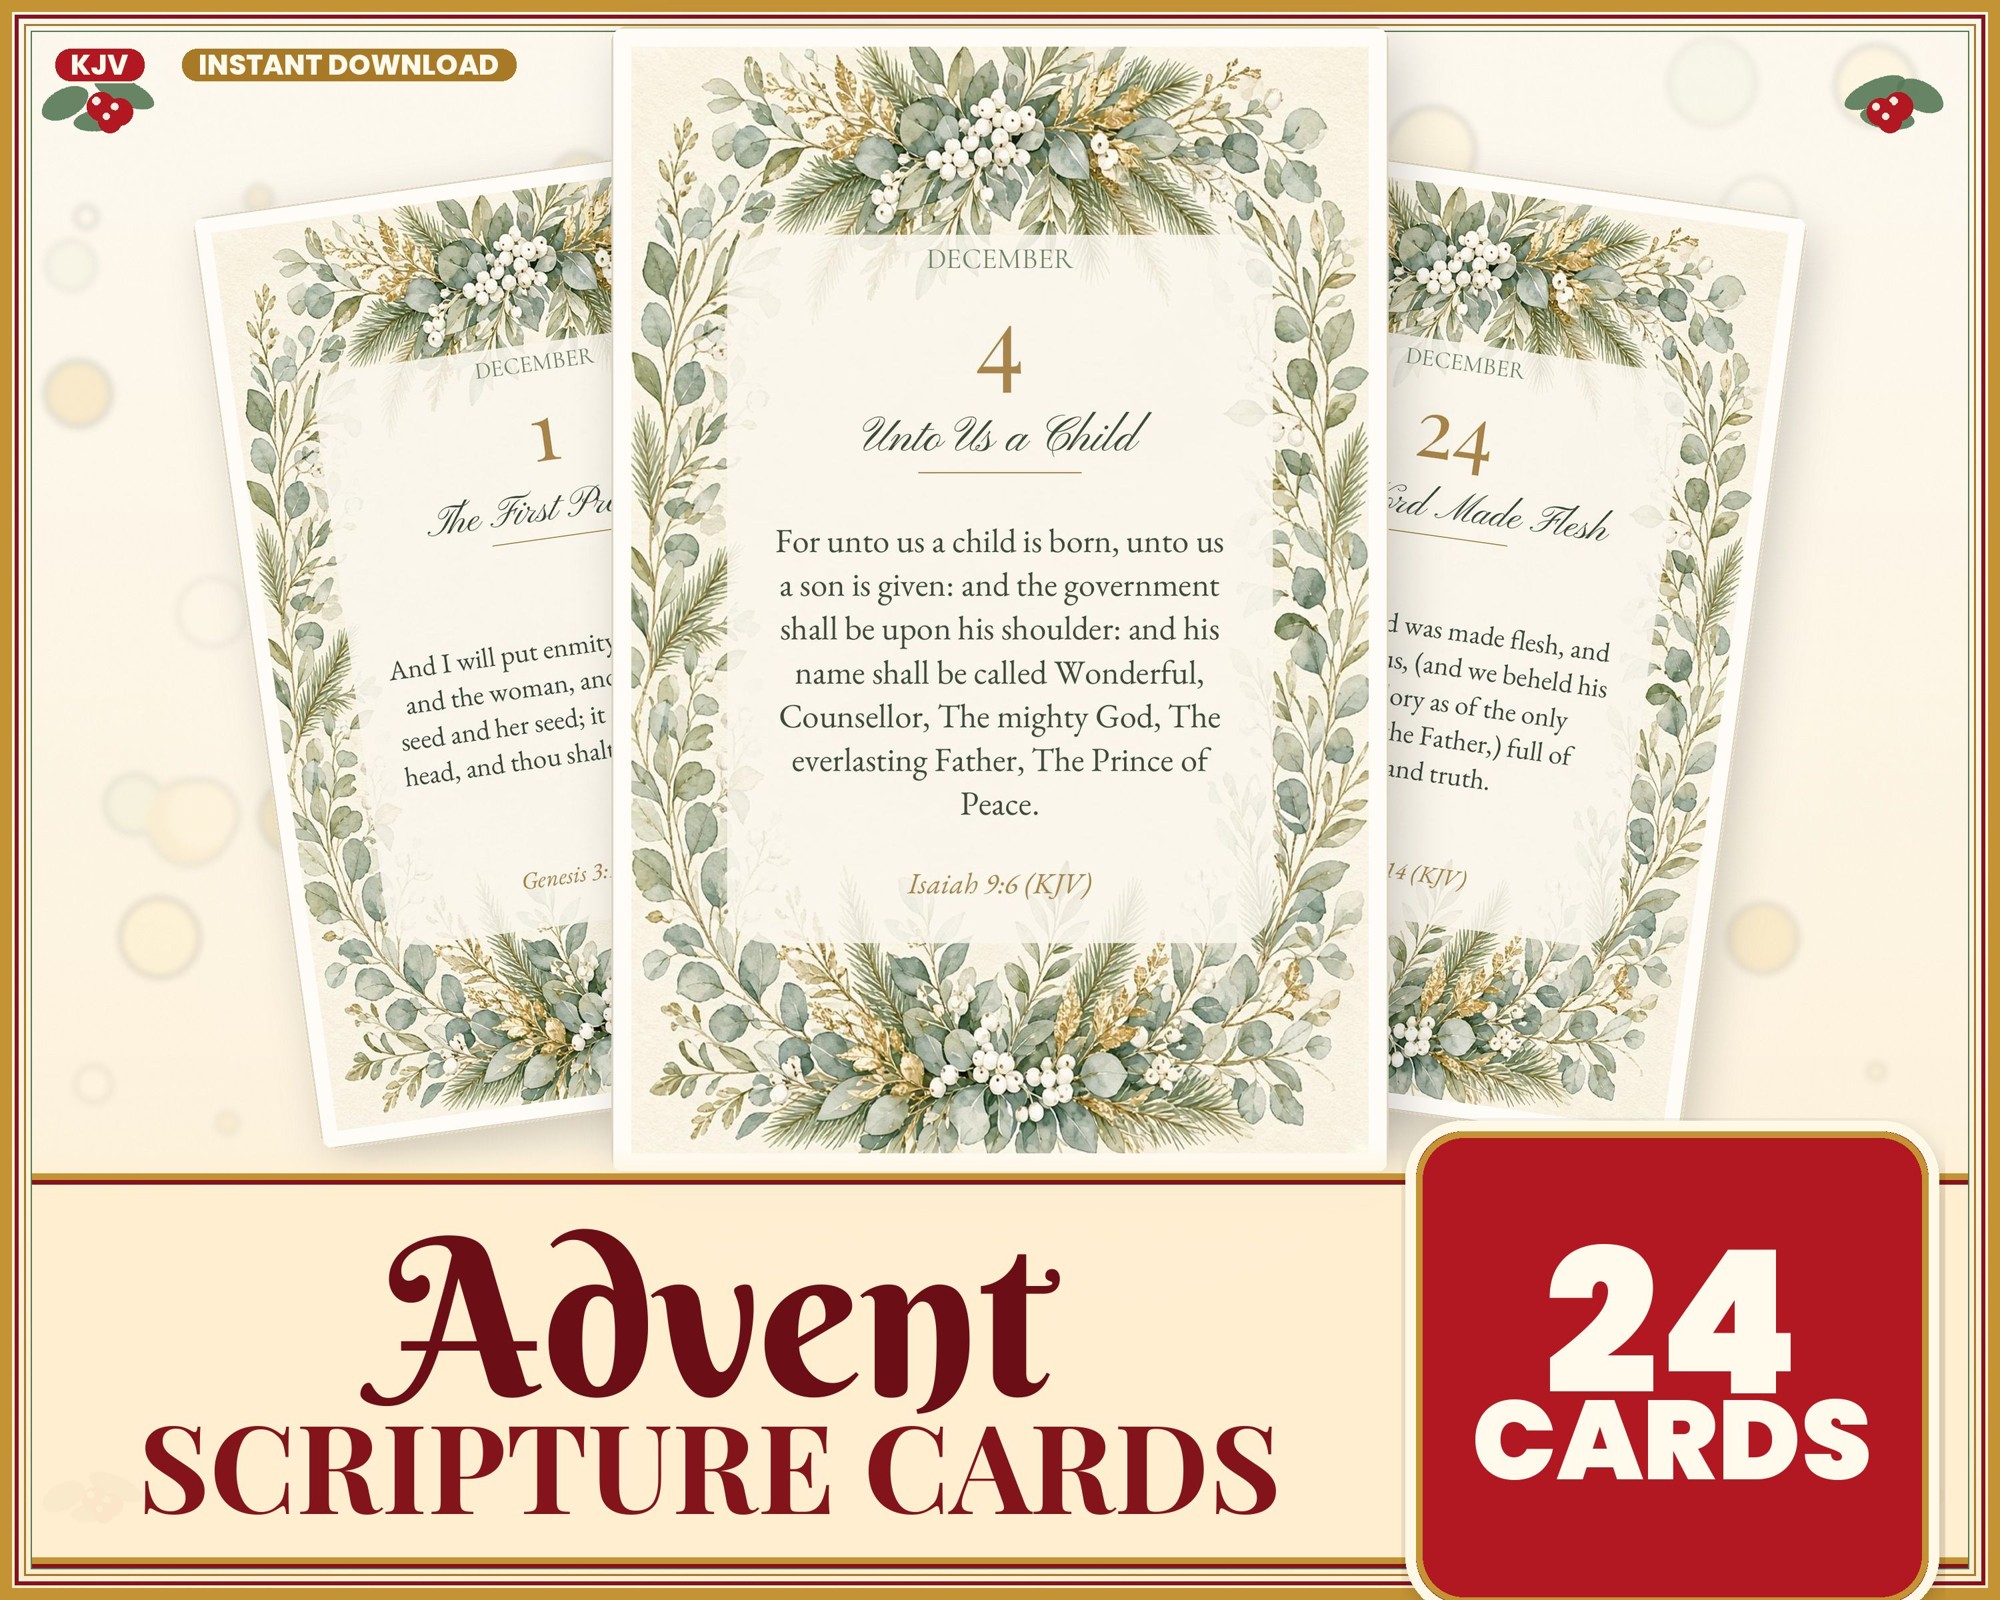 KJV
INSTANT DOWNLOAD
DECEMBER
1
The First
And I will put enmity
and the woman, and
seed and her seed; it
head, and thou shalt
Genesis 3:
DECEMBER
4
Unto Us a Child
For unto us a child is born, unto us
a son is given: and the government
shall be upon his shoulder: and his
name shall be called Wonderful,
Counsellor, The mighty God, The
everlasting Father, The Prince of
Peace.
Isaiah 9:6 (KJV)
DECEMBER
24
Made Flesh
was made flesh, and
(and we beheld his
as of the only
Father,) full of
and truth.
14 (KJV)
Advent
SCRIPTURE CARDS
24
CARDS